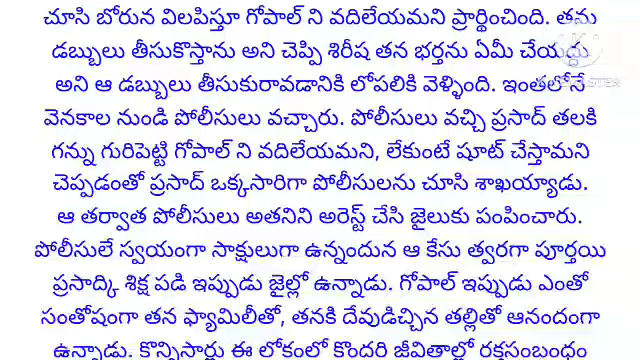 చూసి బోరున విలపిస్తూ గోపాల్ ని వదిలేయమని ప్రార్థించింది. తను
డబ్బులు తీసుకొస్తాను అని చెప్పి శిరీష తన భర్తను ఏమీ చేయద్దు
అని ఆ డబ్బులు తీసుకురావడానికి లోపలికి వెళ్ళింది. ఇంతలోనే
వెనకాల నుండి పోలీసులు వచ్చారు. పోలీసులు వచ్చి ప్రసాద్ తలకి
గన్ను గురిపెట్టి గోపాల్ ని వదిలేయమని, లేకుంటే షూట్ చేస్తామని
చెప్పడంతో ప్రసాద్ ఒక్కసారిగా పోలీసులను చూసి శాఖయ్యాడు.
ఆ తర్వాత పోలీసులు అతనిని అరెస్ట్ చేసి జైలుకు పంపించారు.
పోలీసులే స్వయంగా సాక్షులుగా ఉన్నందున ఆ కేసు త్వరగా పూర్తయి
ప్రసాద్కి శిక్ష పడి ఇప్పుడు జైల్లో ఉన్నాడు. గోపాల్ ఇప్పుడు ఎంతో
సంతోషంగా తన ఫ్యామిలీతో, తనకి దేవుడిచ్చిన తల్లితో ఆనందంగా
ఉన్నాడు. కొన్నిసార్లు ఈ లోకంలో కొందరి జీవితాల్లో రక్తసంబంధం